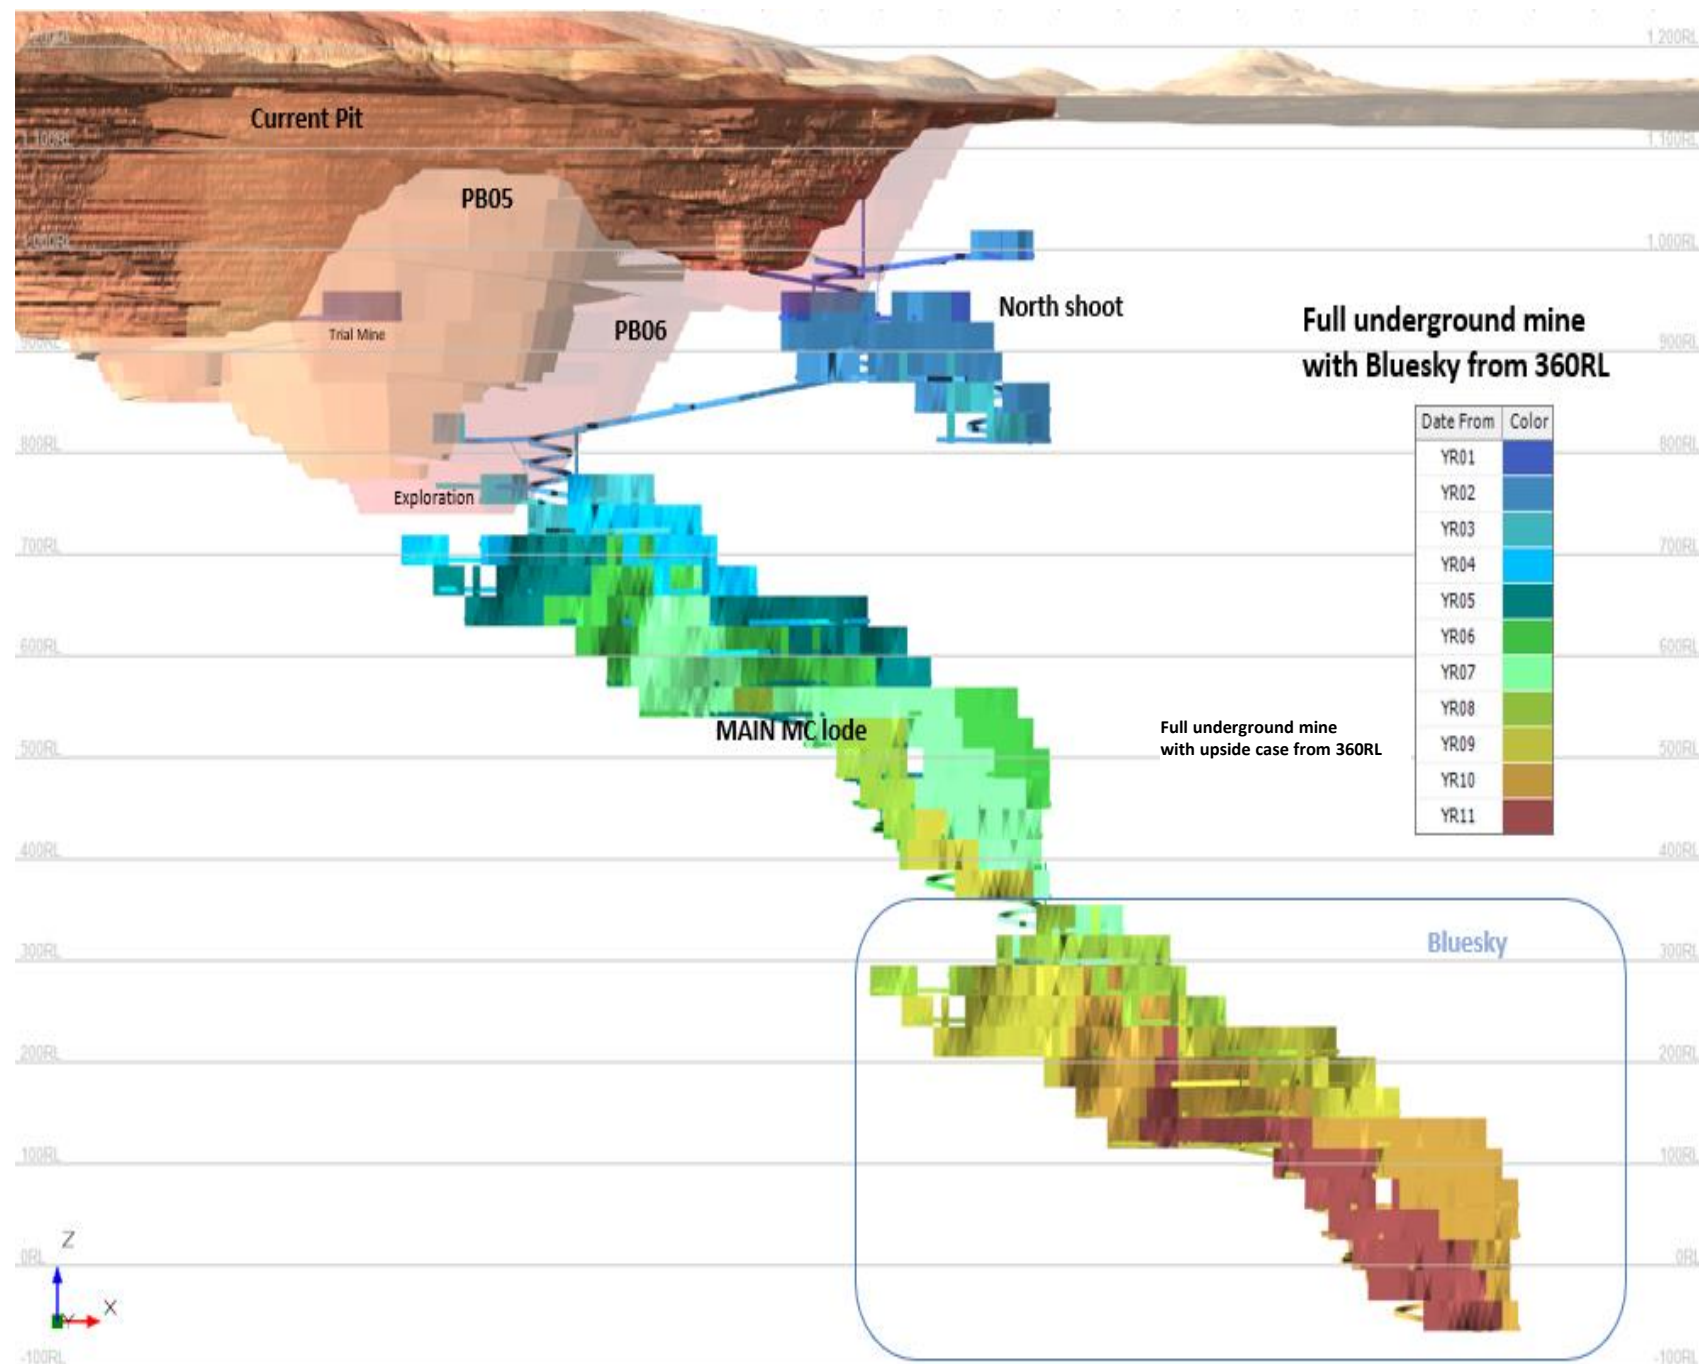 1,200RL
Current Pit
1,100RL
1,100RL
PB05
1,000RL
1,000RL
North shoot
Trial Mine
PB06
Full underground mine
with Bluesky from 360RL
900RL
900RL
Date From Color
YR01
YR02
YR03
YR04
YR05
YR06
YR07
YR08
YR09
YR10
YR11
800RL
800RL
Exploration
700RL
700RL
600RL
600RL
MAIN MC lode
Full underground mine
with upside case from 360RL
500RL
500RL
400RL
400RL
Bluesky
300RL
300RL
200RL
200RL
100RL
100RL
Z
0RL
0RL
X
Y
-100RL
-100RL